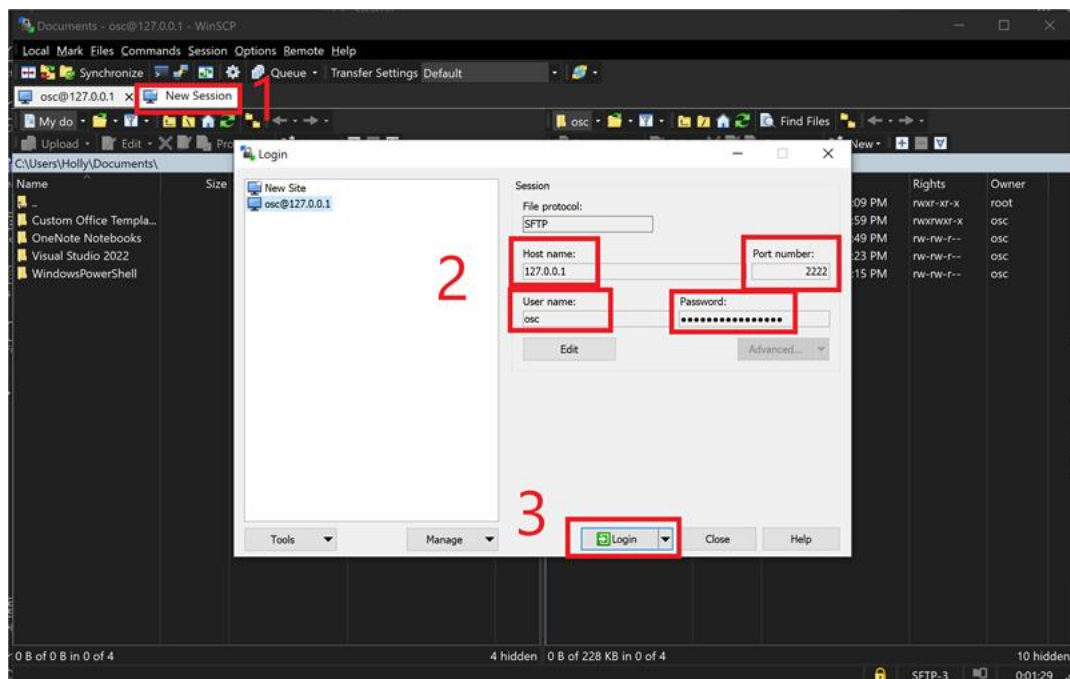 Documents - osc@127.0.0.1 - WinSCP
Local Mark Files Commands Session Options Remote Help
Synchronize Queue Transfer Settings Default
osc@127.0.0.1 New Session 1
My do osc Find Files
Upload Edit Pro New
C:\Users\Holly\Documents\
Name Size Rights Owner
..
Custom Office Templa...
OneNote Notebooks
Visual Studio 2022
WindowsPowerShell
:09 PM rwxr-xr-x root
:59 PM rwxrwxr-x osc
:49 PM rw-rw-r-- osc
:23 PM rw-rw-r-- osc
:15 PM rw-rw-r-- osc
Login
New Site
osc@127.0.0.1
Session
File protocol:
SFTP
2
Host name: Port number:
127.0.0.1 2222
User name: Password:
osc ••••••••••••••••
Edit Advanced...
3
Tools Manage Login Close Help
0 B of 0 B in 0 of 4 4 hidden 0 B of 228 KB in 0 of 4 10 hidden
SFTP-3 0:01:29